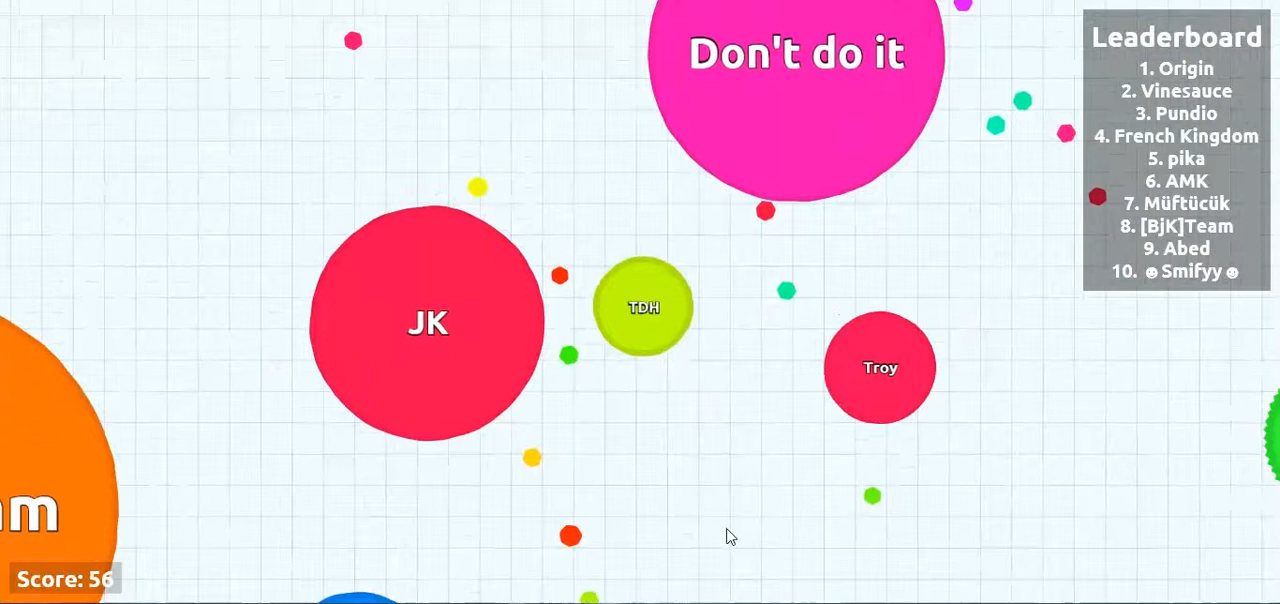 Don't do it
Leaderboard
1. Origin
2. Vinesauce
3. Pundio
4. French Kingdom
5. pika
6. AMK
7. Müftücük
8. [BjK]Team
9. Abed
10. ☻Smifyy☻
TDH
JK
Troy
am
Score: 56